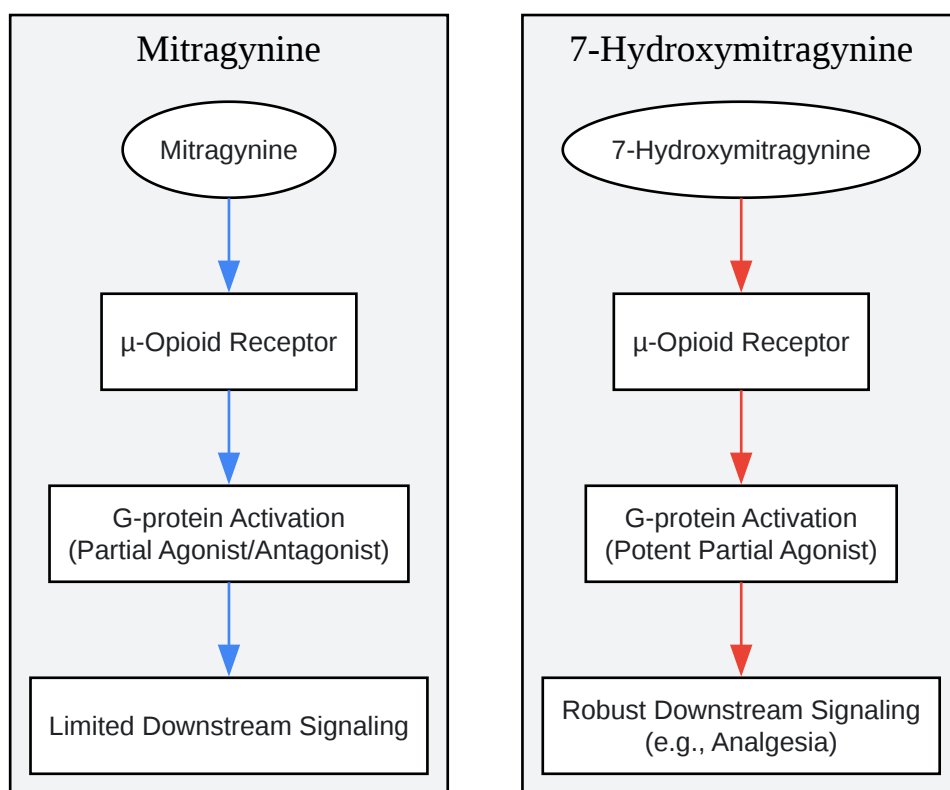 Mitragynine
Mitragynine
µ-Opioid Receptor
G-protein Activation
(Partial Agonist/Antagonist)
Limited Downstream Signaling
7-Hydroxymitragynine
7-Hydroxymitragynine
µ-Opioid Receptor
G-protein Activation
(Potent Partial Agonist)
Robust Downstream Signaling
(e.g., Analgesia)